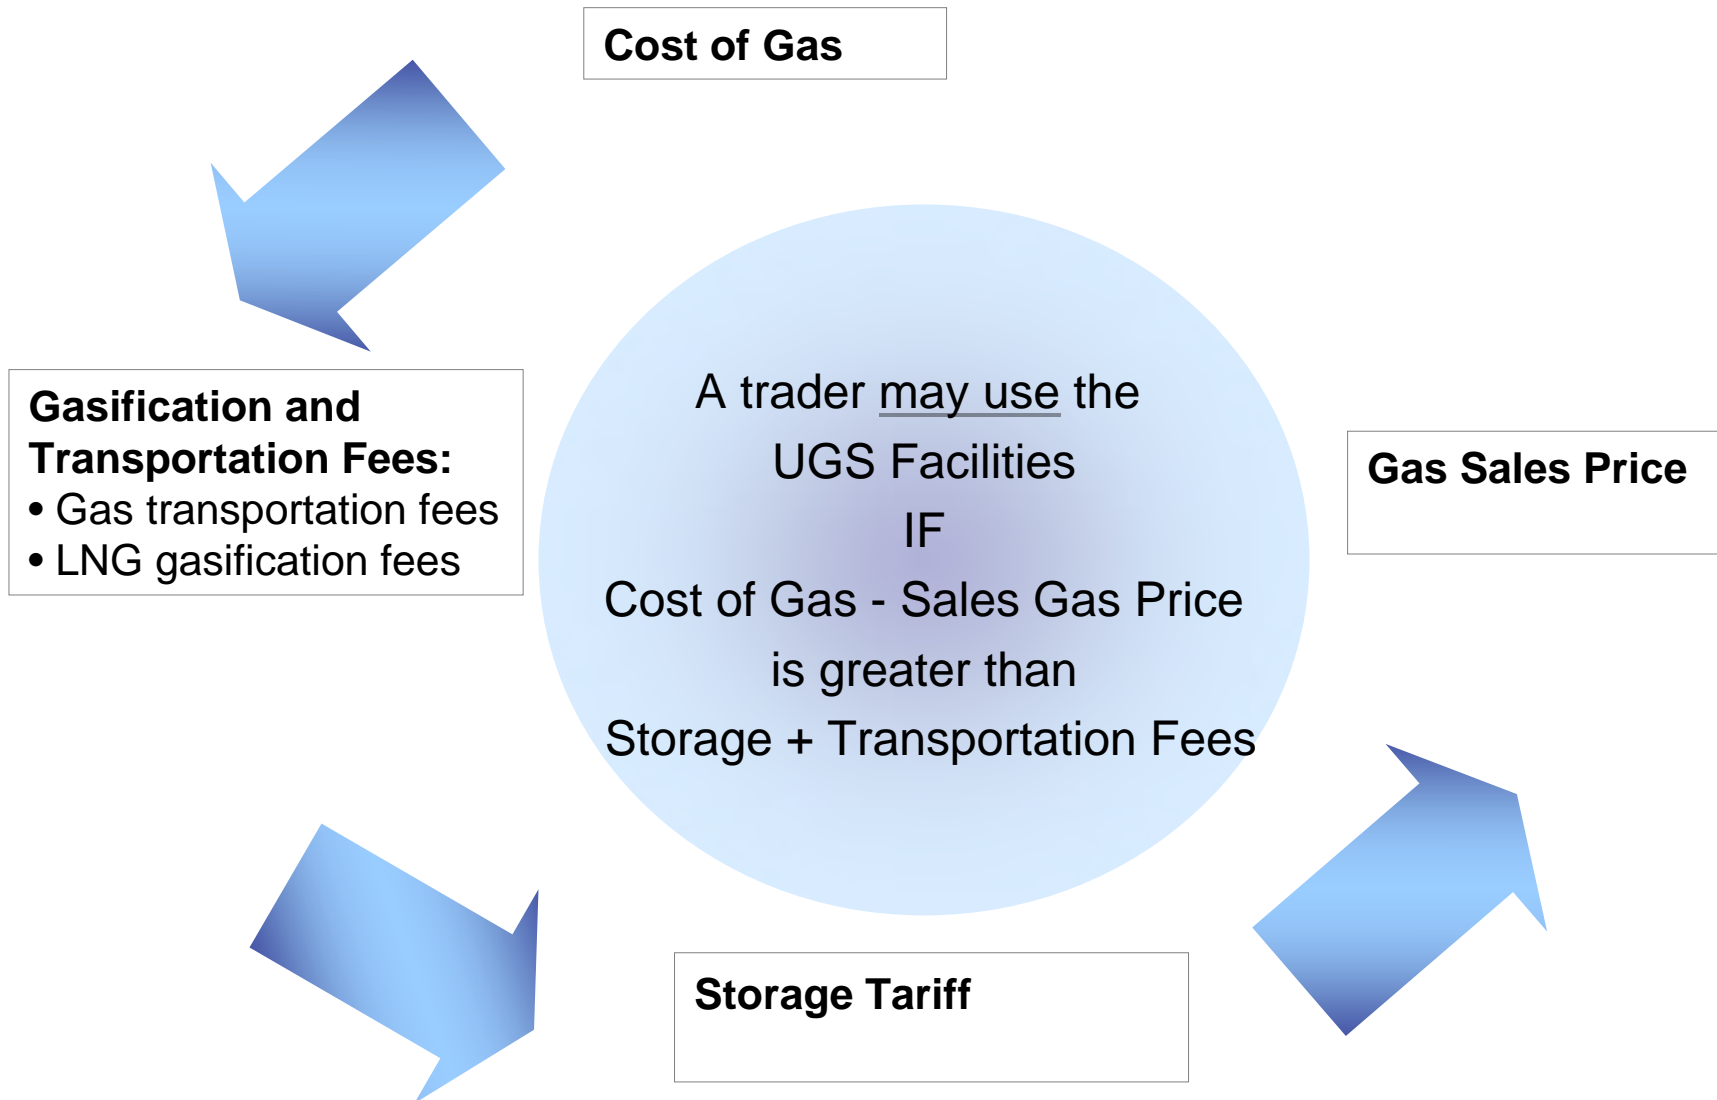 Cost of Gas
Gasification and
Transportation Fees:
• Gas transportation fees
• LNG gasification fees
A trader may use the
UGS Facilities
IF
Cost of Gas - Sales Gas Price
is greater than
Storage + Transportation Fees
Gas Sales Price
Storage Tariff